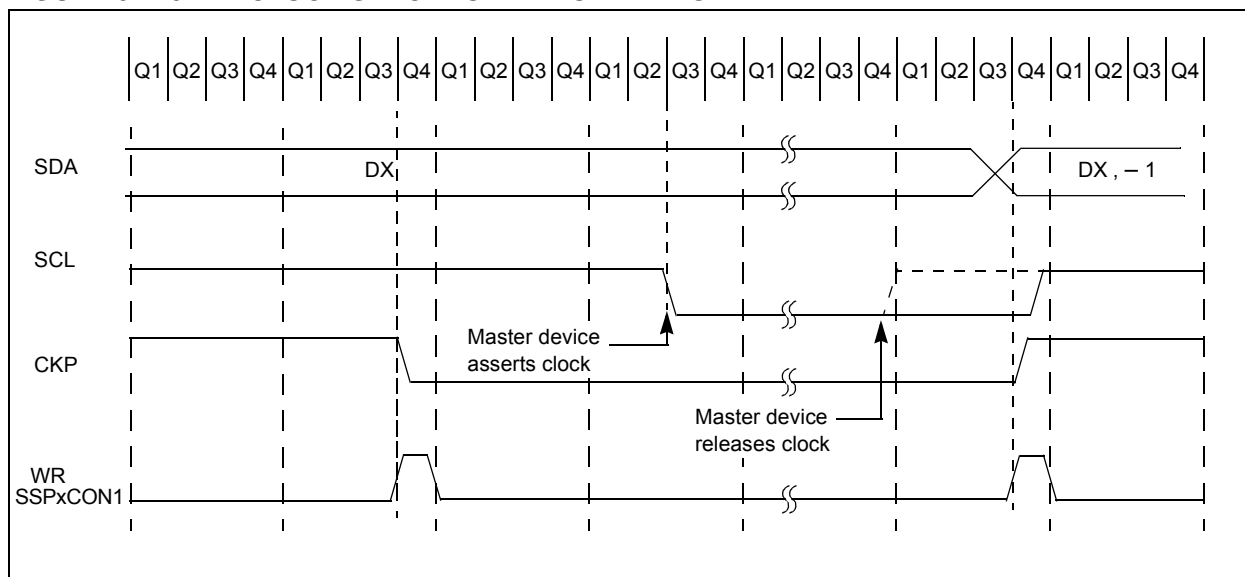 Q1 Q2 Q3 Q4 Q1 Q2 Q3 Q4 Q1 Q2 Q3 Q4 Q1 Q2 Q3 Q4 Q1 Q2 Q3 Q4 Q1 Q2 Q3 Q4 Q1 Q2 Q3 Q4
SDA
DX
DX , – 1
SCL
Master device
asserts clock
CKP
Master device
releases clock
WR
SSPxCON1